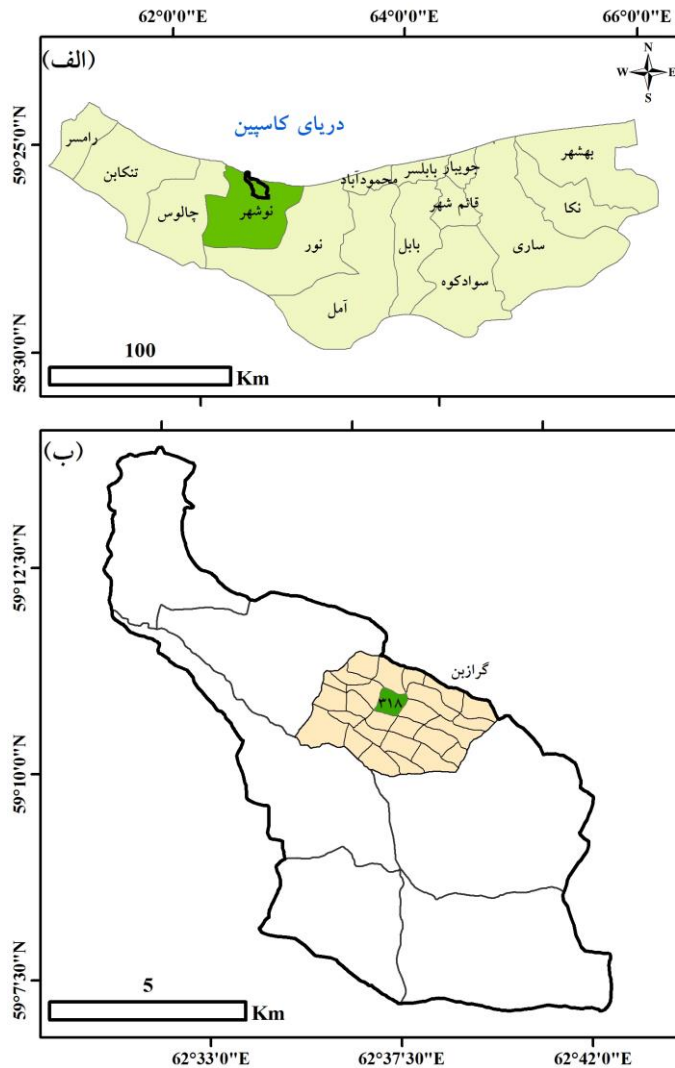 62°0'0"E 64°0'0"E 66°0'0"E
(الف)
N
W E
S
دریای کاسپین
59°25'0"N
58°30'0"N
رامسر
تنکابن
چالوس
نوشهر
نور
محمودآباد
آمل
بابلسر
بابل
جویبار
قائم شهر
سوادکوه
ساری
بهشهر
نکا
100
Km
(ب)
59°12'30"N
59°10'0"N
59°7'30"N
گرازبن
۳۱۸
5
Km
62°33'0"E 62°37'30"E 62°42'0"E